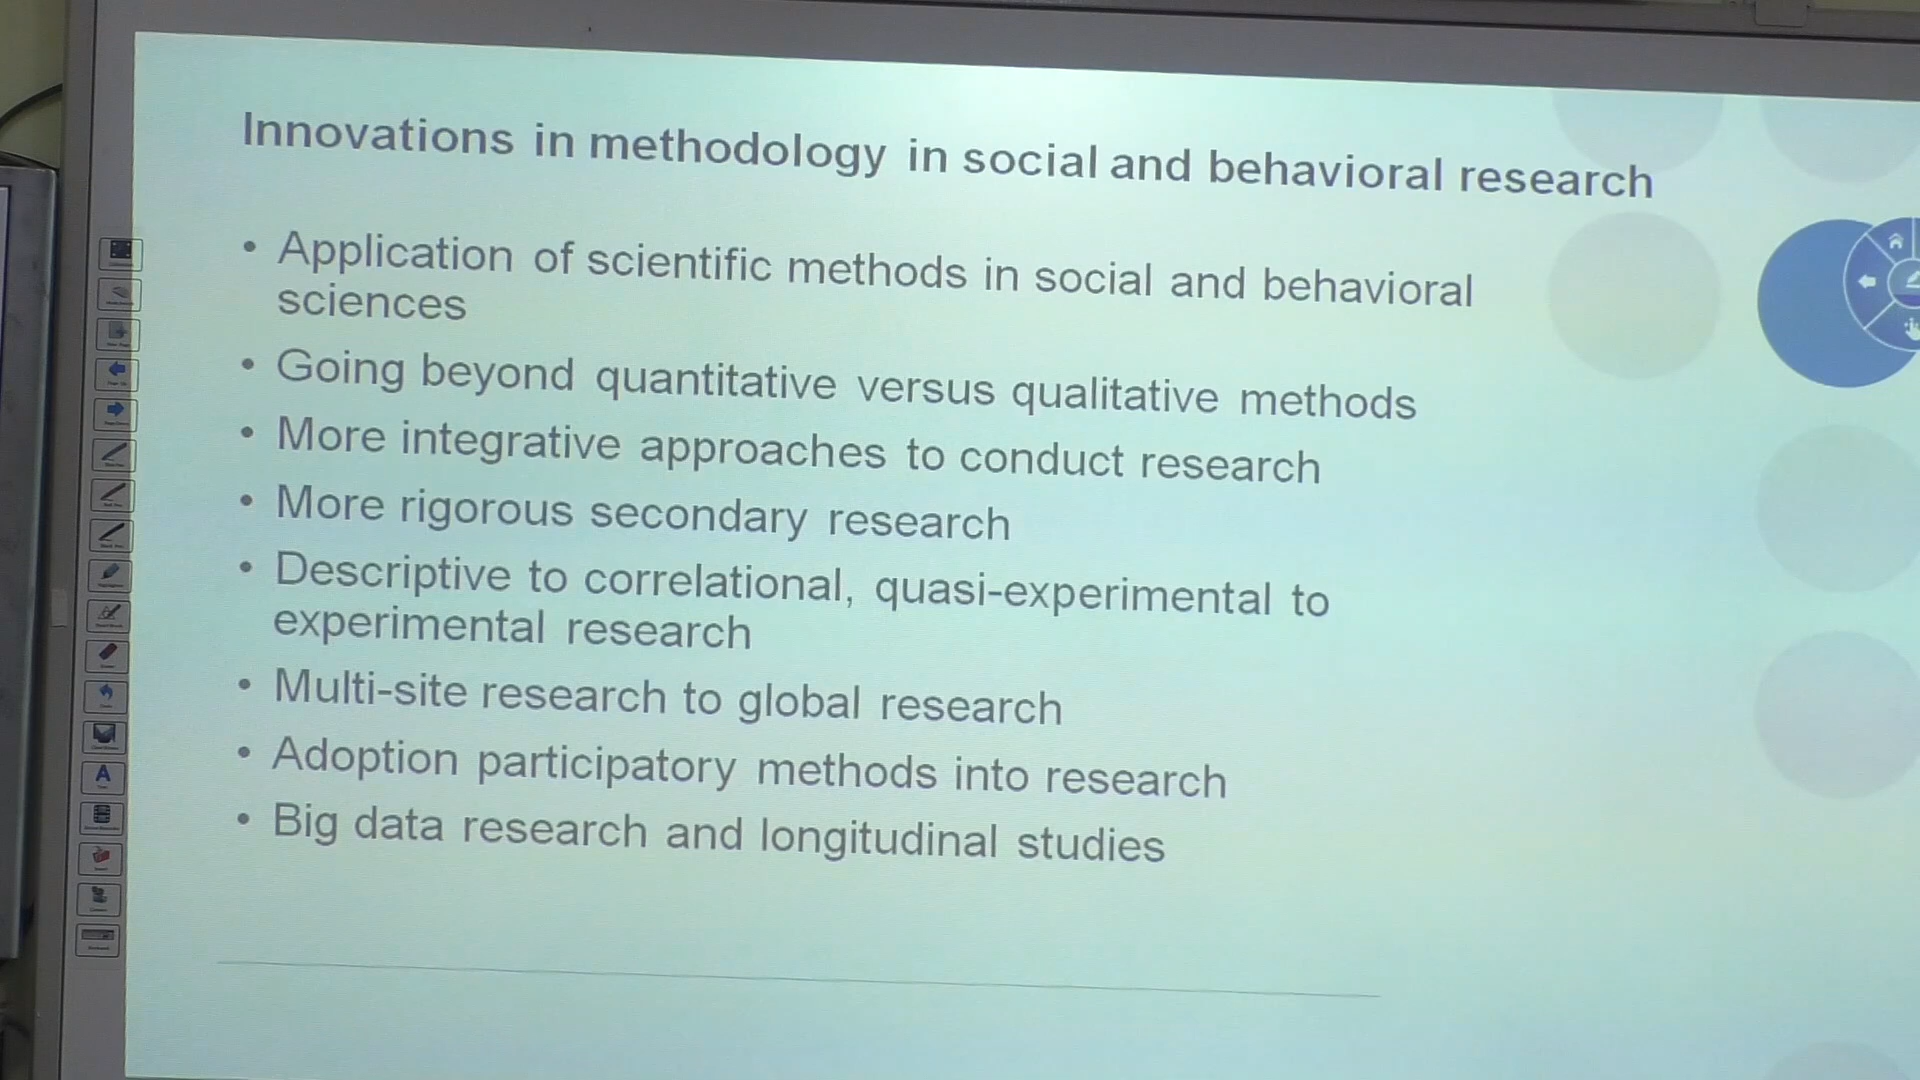 Innovations in methodology in social and behavioral research
• Application of scientific methods in social and behavioral
sciences
• Going beyond quantitative versus qualitative methods
• More integrative approaches to conduct research
• More rigorous secondary research
• Descriptive to correlational, quasi-experimental to
experimental research
• Multi-site research to global research
• Adoption participatory methods into research
• Big data research and longitudinal studies
A